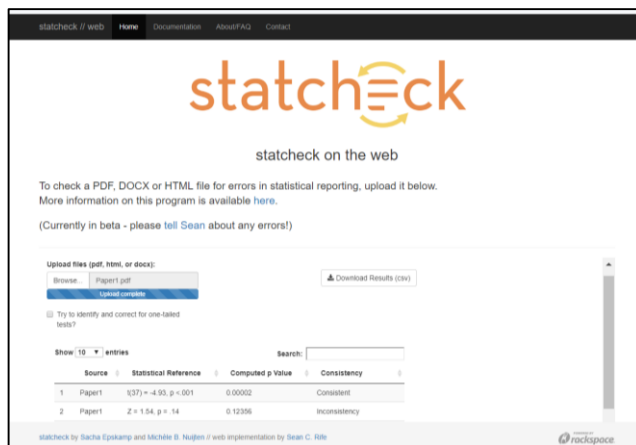 statcheck // web Home Documentation About/FAQ Contact
statcheck
statcheck on the web
To check a PDF, DOCX or HTML file for errors in statistical reporting, upload it below.
More information on this program is available here.
(Currently in beta - please tell Sean about any errors!)
Upload files (pdf, html, or docx):
Browse... Paper1.pdf
Upload complete
Download Results (csv)
Try to identify and correct for one-tailed
tests?
Show 10 entries Search:
Source Statistical Reference Computed p Value Consistency
1 Paper1 t(37) = -4.93, p <.001 0.00002 Consistent
2 Paper1 Z = 1.54, p = .14 0.12356 Inconsistency
statcheck by Sacha Epskamp and Michèle B. Nuijten // web implementation by Sean C. Rife
rackspace